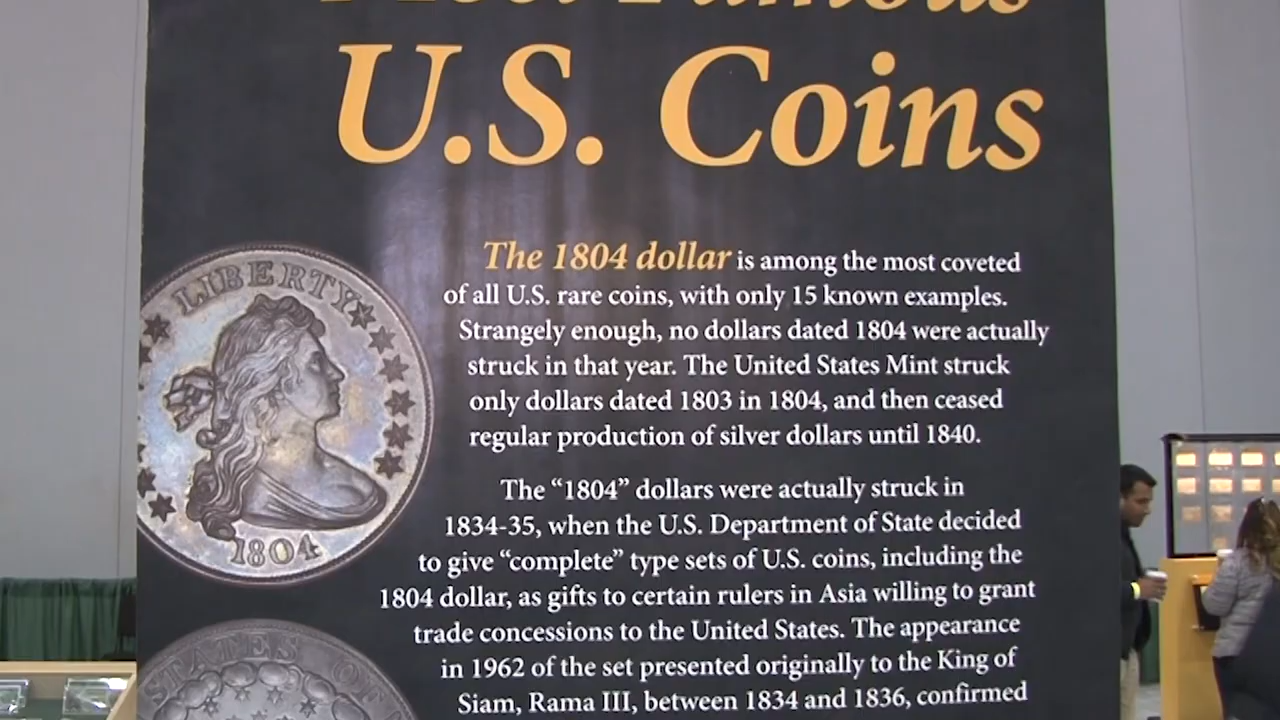 Most Famous
U.S. Coins
The 1804 dollar is among the most coveted
of all U.S. rare coins, with only 15 known examples.
Strangely enough, no dollars dated 1804 were actually
struck in that year. The United States Mint struck
only dollars dated 1803 in 1804, and then ceased
regular production of silver dollars until 1840.
The “1804” dollars were actually struck in
1834-35, when the U.S. Department of State decided
to give “complete” type sets of U.S. coins, including the
1804 dollar, as gifts to certain rulers in Asia willing to grant
trade concessions to the United States. The appearance
in 1962 of the set presented originally to the King of
Siam, Rama III, between 1834 and 1836, confirmed
LIBERTY
1804
STATES OF